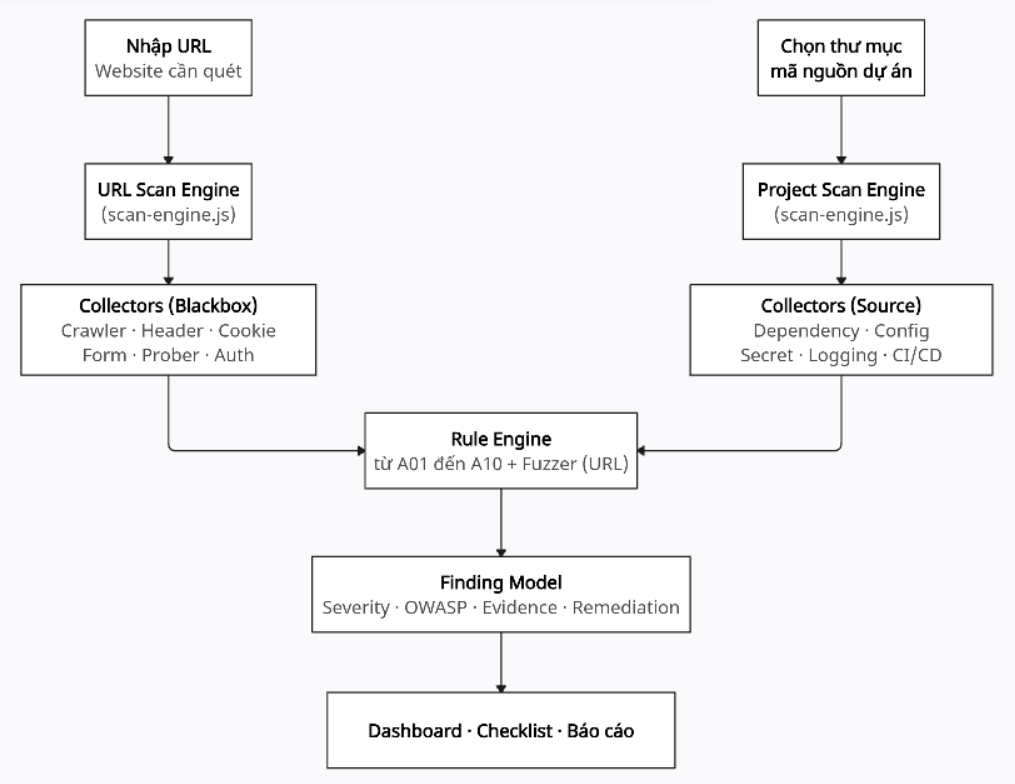 Nhập URL
Website cần quét
Chọn thư mục
mã nguồn dự án
URL Scan Engine
(scan-engine.js)
Project Scan Engine
(scan-engine.js)
Collectors (Blackbox)
Crawler · Header · Cookie
Form · Prober · Auth
Collectors (Source)
Dependency · Config
Secret · Logging · CI/CD
Rule Engine
từ A01 đến A10 + Fuzzer (URL)
Finding Model
Severity · OWASP · Evidence · Remediation
Dashboard · Checklist · Báo cáo